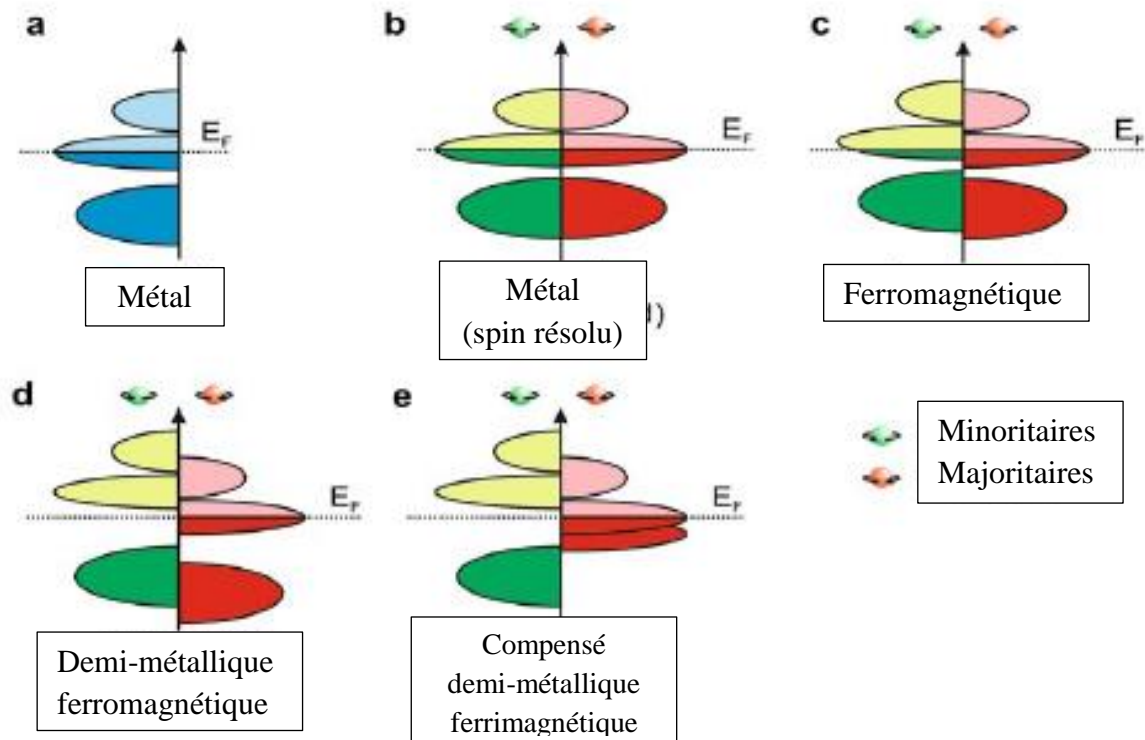 a
b
c
E_F
E_F
E_F
Métal
Métal
(spin résolu)
d)
Ferromagnétique
d
e
E_F
E_F
Minoritaires
Majoritaires
Demi-métallique
ferromagnétique
Compensé
demi-métallique
ferrimagnétique